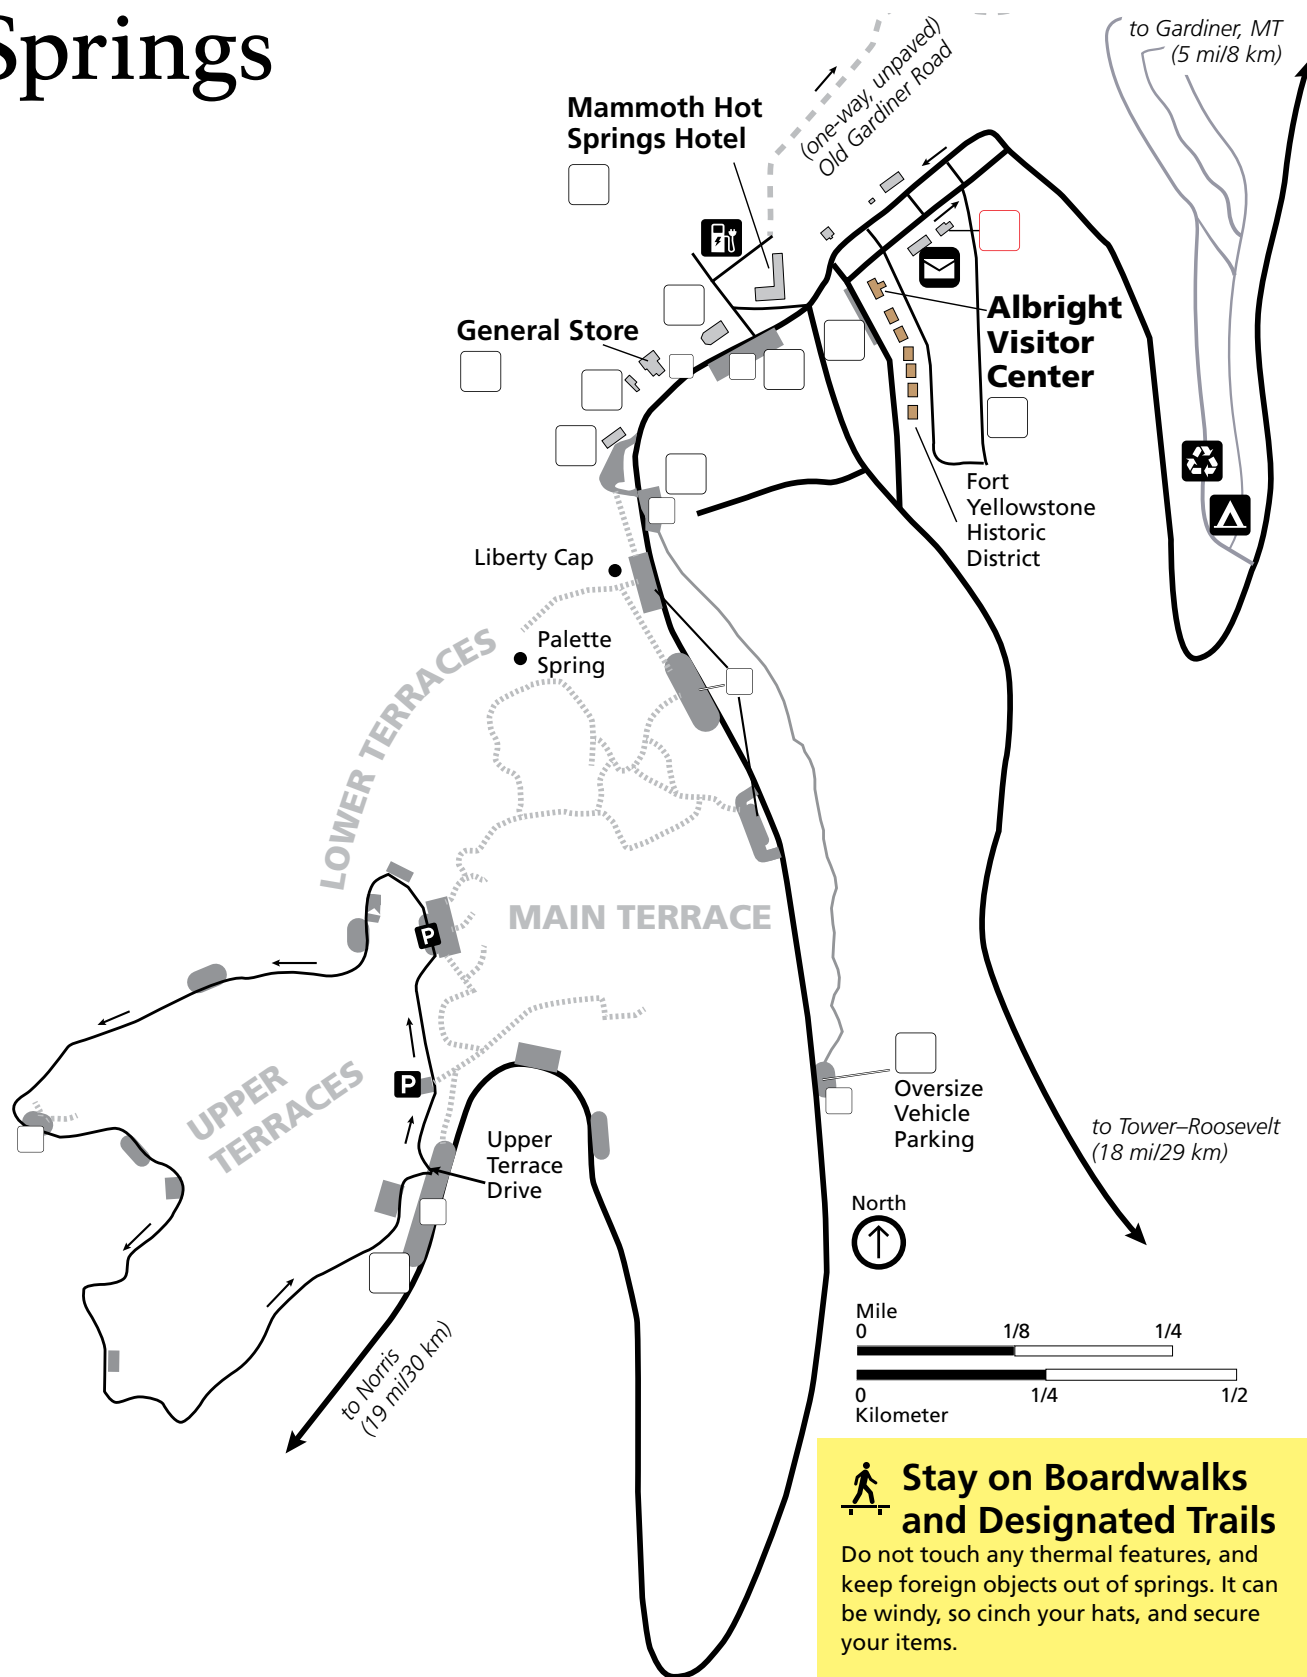 Springs
to Gardiner, MT
(5 mi/8 km)
(one-way, unpaved)
Old Gardiner Road
Mammoth Hot
Springs Hotel
General Store
Albright
Visitor
Center
Fort
Yellowstone
Historic
District
Liberty Cap
Palette
Spring
LOWER TERRACES
MAIN TERRACE
P
P
UPPER
TERRACES
Upper
Terrace
Drive
Oversize
Vehicle
Parking
to Tower–Roosevelt
(18 mi/29 km)
North
to Norris
(19 mi/30 km)
Mile
0 1/8 1/4
0 1/4 1/2
Kilometer
Stay on Boardwalks
and Designated Trails
Do not touch any thermal features, and
keep foreign objects out of springs. It can
be windy, so cinch your hats, and secure
your items.